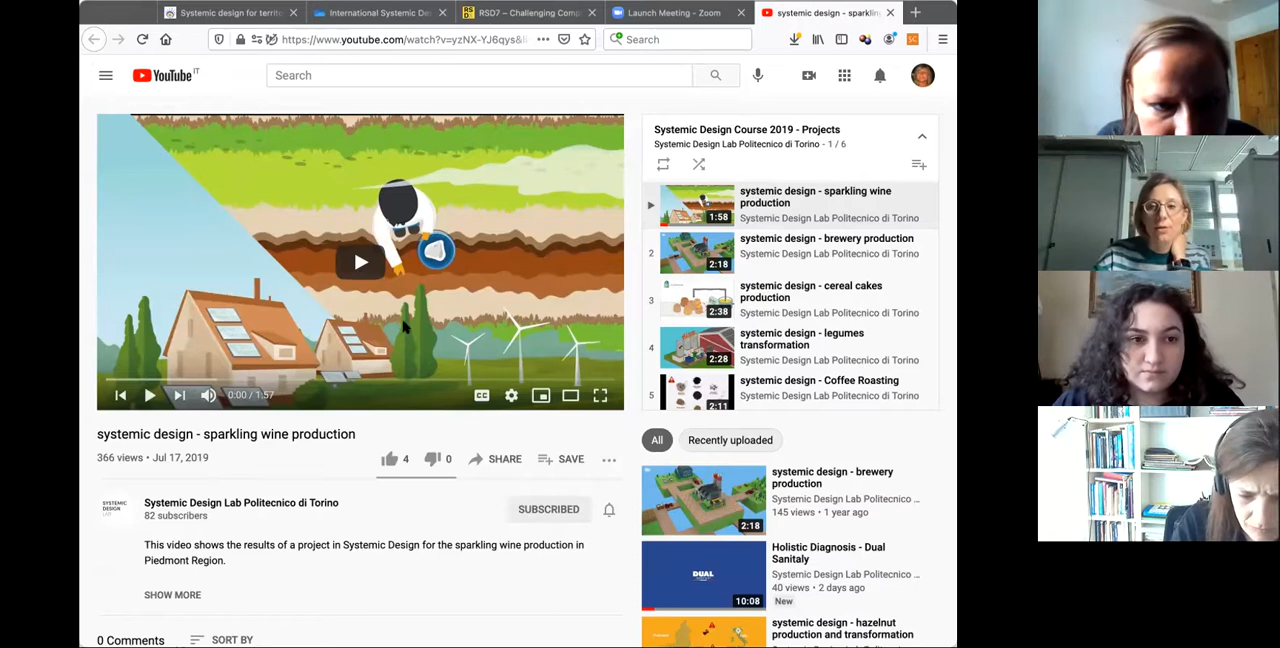 Systemic design for territ
International Systemic De
RSD RSD7 – Challenging Comp
Launch Meeting - Zoom
systemic design - sparklin
https://www.youtube.com/watch?v=yzNX-YJ6qys&li
Search
YouTube IT
Search
0:00 / 1:57
CC
systemic design - sparkling wine production
366 views • Jul 17, 2019
4
0
SHARE
SAVE
SYSTEMIC
DESIGN
LAB
Systemic Design Lab Politecnico di Torino
82 subscribers
SUBSCRIBED
This video shows the results of a project in Systemic Design for the sparkling wine production in
Piedmont Region.
SHOW MORE
0 Comments
SORT BY
Systemic Design Course 2019 - Projects
Systemic Design Lab Politecnico di Torino - 1 / 6
1:58
systemic design - sparkling wine
production
Systemic Design Lab Politecnico di Torino
2
2:18
systemic design - brewery production
Systemic Design Lab Politecnico di Torino
3
2:38
systemic design - cereal cakes
production
Systemic Design Lab Politecnico di Torino
4
2:28
systemic design - legumes
transformation
Systemic Design Lab Politecnico di Torino
5
2:11
systemic design - Coffee Roasting
Systemic Design Lab Politecnico di Torino
All
Recently uploaded
2:18
systemic design - brewery
production
Systemic Design Lab Politecnico ...
145 views • 1 year ago
DUAL
10:08
Holistic Diagnosis - Dual
Sanitaly
Systemic Design Lab Politecnico ...
40 views • 2 days ago
New
systemic design - hazelnut
production and transformation
Systemic Design Lab Politecnico ...